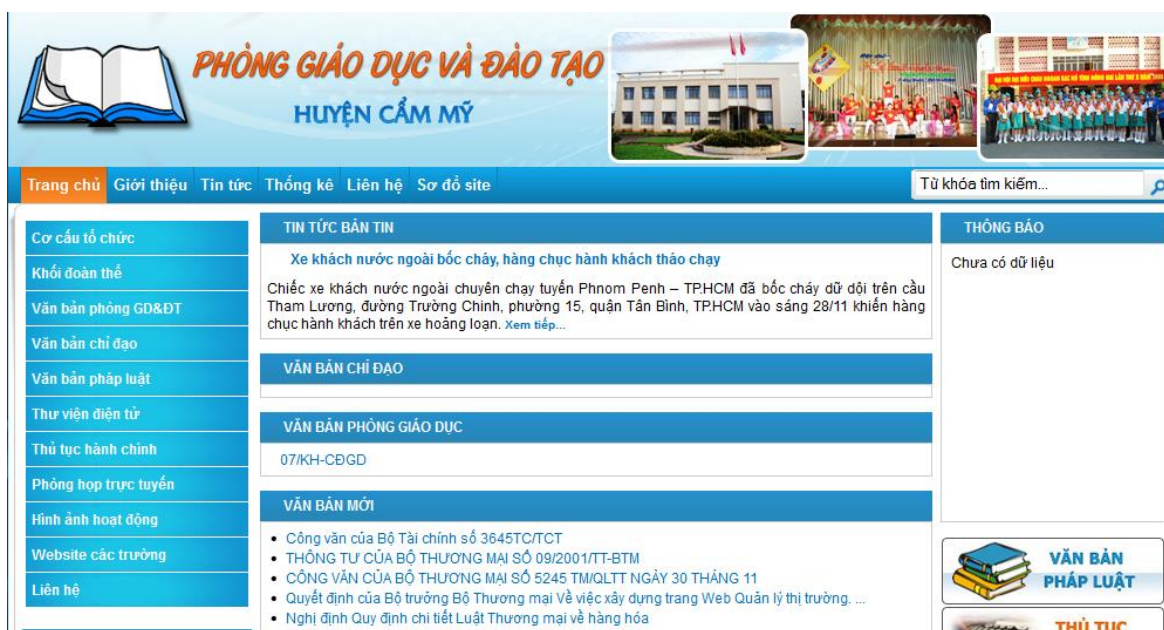 PHÒNG GIÁO DỤC VÀ ĐÀO TẠO
HUYỆN CẨM MỸ
Trang chủ Giới thiệu Tin tức Thống kê Liên hệ Sơ đồ site
Từ khóa tìm kiếm...
Cơ cấu tổ chức
Khối đoàn thể
Văn bản phòng GD&ĐT
Văn bản chỉ đạo
Văn bản pháp luật
Thư viện điện tử
Thủ tục hành chính
Phòng họp trực tuyến
Hình ảnh hoạt động
Website các trường
Liên hệ
TIN TỨC BẢN TIN
Xe khách nước ngoài bốc cháy, hàng chục hành khách tháo chạy
Chiếc xe khách nước ngoài chuyên chạy tuyến Phnom Penh – TP.HCM đã bốc cháy dữ dội trên cầu
Tham Lương, đường Trường Chinh, phường 15, quận Tân Bình, TP.HCM vào sáng 28/11 khiến hàng
chục hành khách trên xe hoảng loạn. Xem tiếp...
VĂN BẢN CHỈ ĐẠO
VĂN BẢN PHÒNG GIÁO DỤC
07/KH-CĐGD
VĂN BẢN MỚI
• Công văn của Bộ Tài chính số 3645TC/TCT
• THÔNG TƯ CỦA BỘ THƯƠNG MẠI SỐ 09/2001/TT-BTM
• CÔNG VĂN CỦA BỘ THƯƠNG MẠI SỐ 5245 TM/QLTT NGÀY 30 THÁNG 11
• Quyết định của Bộ trưởng Bộ Thương mại Về việc xây dựng trang Web Quản lý thị trường. ...
• Nghị định Quy định chi tiết Luật Thương mại về hàng hóa
THÔNG BÁO
Chưa có dữ liệu
VĂN BẢN
PHÁP LUẬT
THỦ TỤC